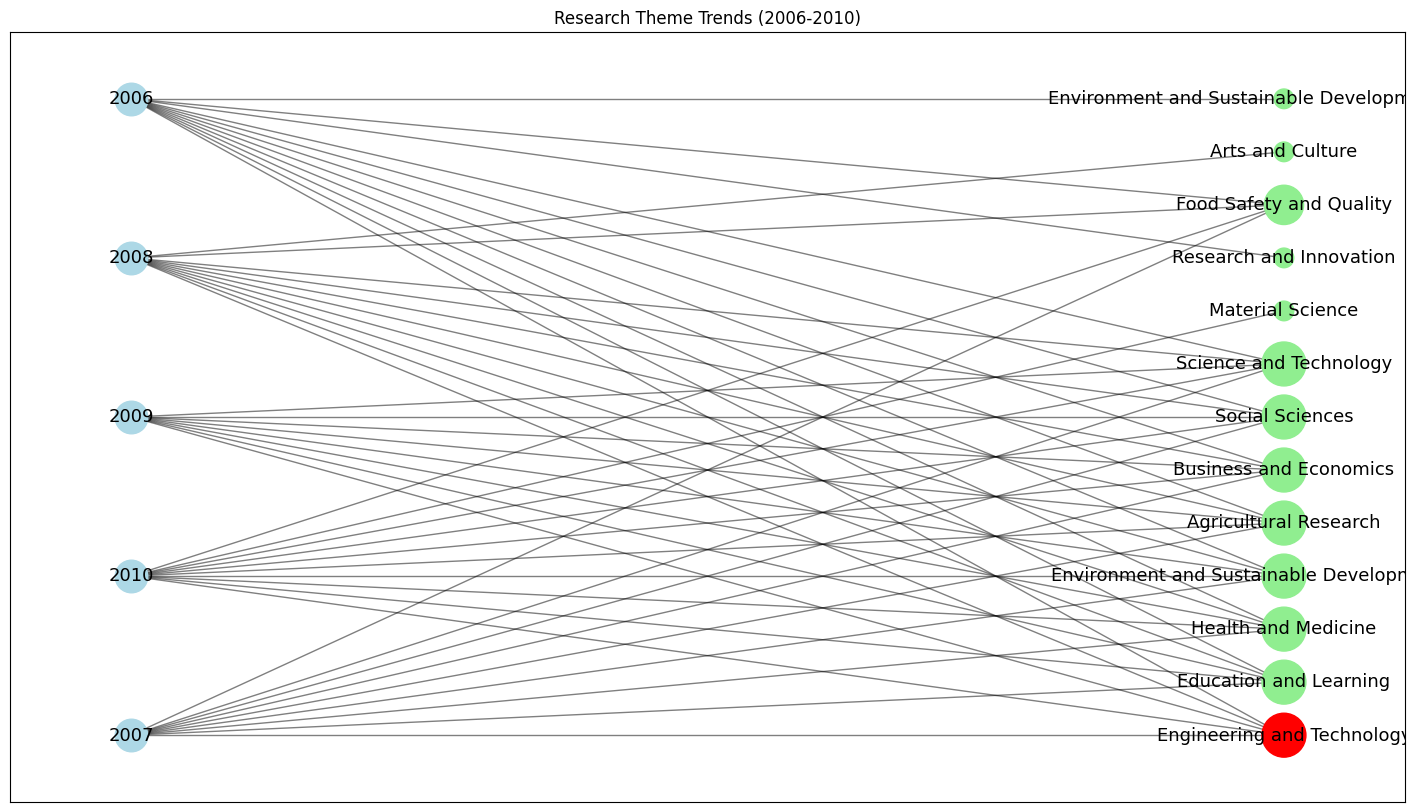 Research Theme Trends (2006-2010)
2006
Environment and Sustainable Developm
Arts and Culture
Food Safety and Quality
2008
Research and Innovation
Material Science
Science and Technology
2009
Social Sciences
Business and Economics
Agricultural Research
2010
Environment and Sustainable Developm
Health and Medicine
Education and Learning
2007
Engineering and Technology